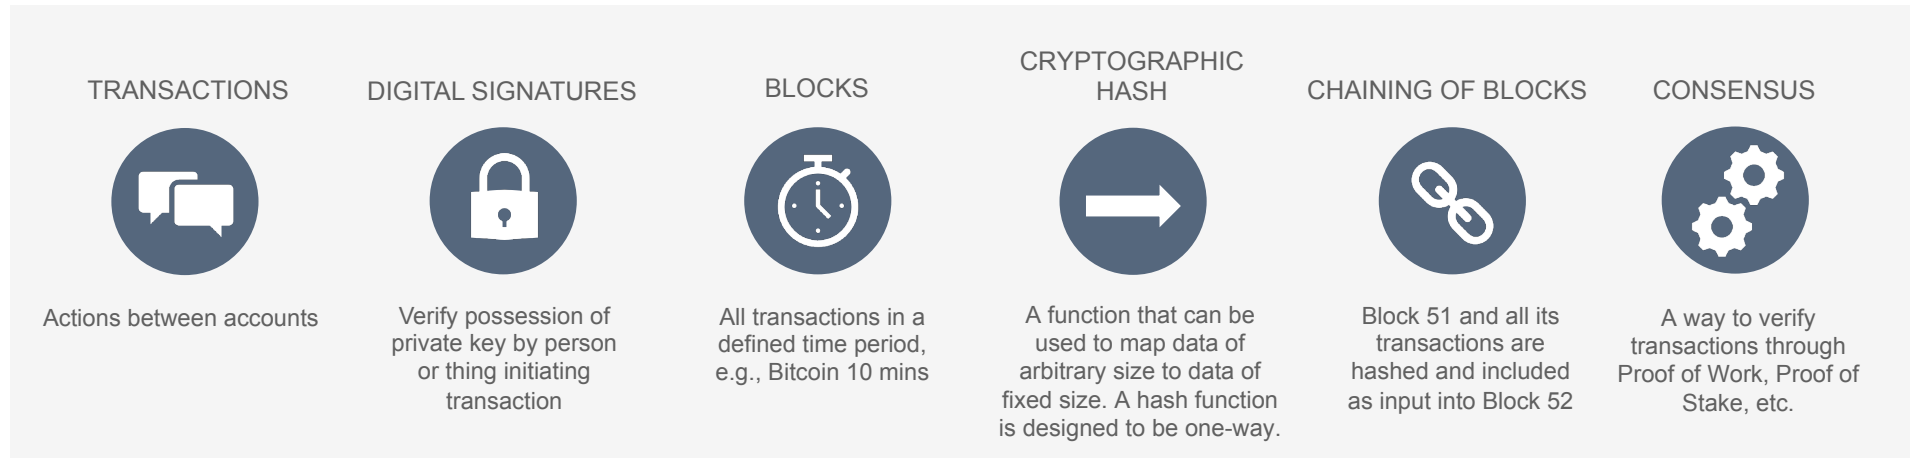 TRANSACTIONS
Actions between accounts
DIGITAL SIGNATURES
Verify possession of
private key by person
or thing initiating
transaction
BLOCKS
All transactions in a
defined time period,
e.g., Bitcoin 10 mins
CRYPTOGRAPHIC
HASH
A function that can be
used to map data of
arbitrary size to data of
fixed size. A hash function
is designed to be one-way.
CHAINING OF BLOCKS
Block 51 and all its
transactions are
hashed and included
as input into Block 52
CONSENSUS
A way to verify
transactions through
Proof of Work, Proof of
Stake, etc.